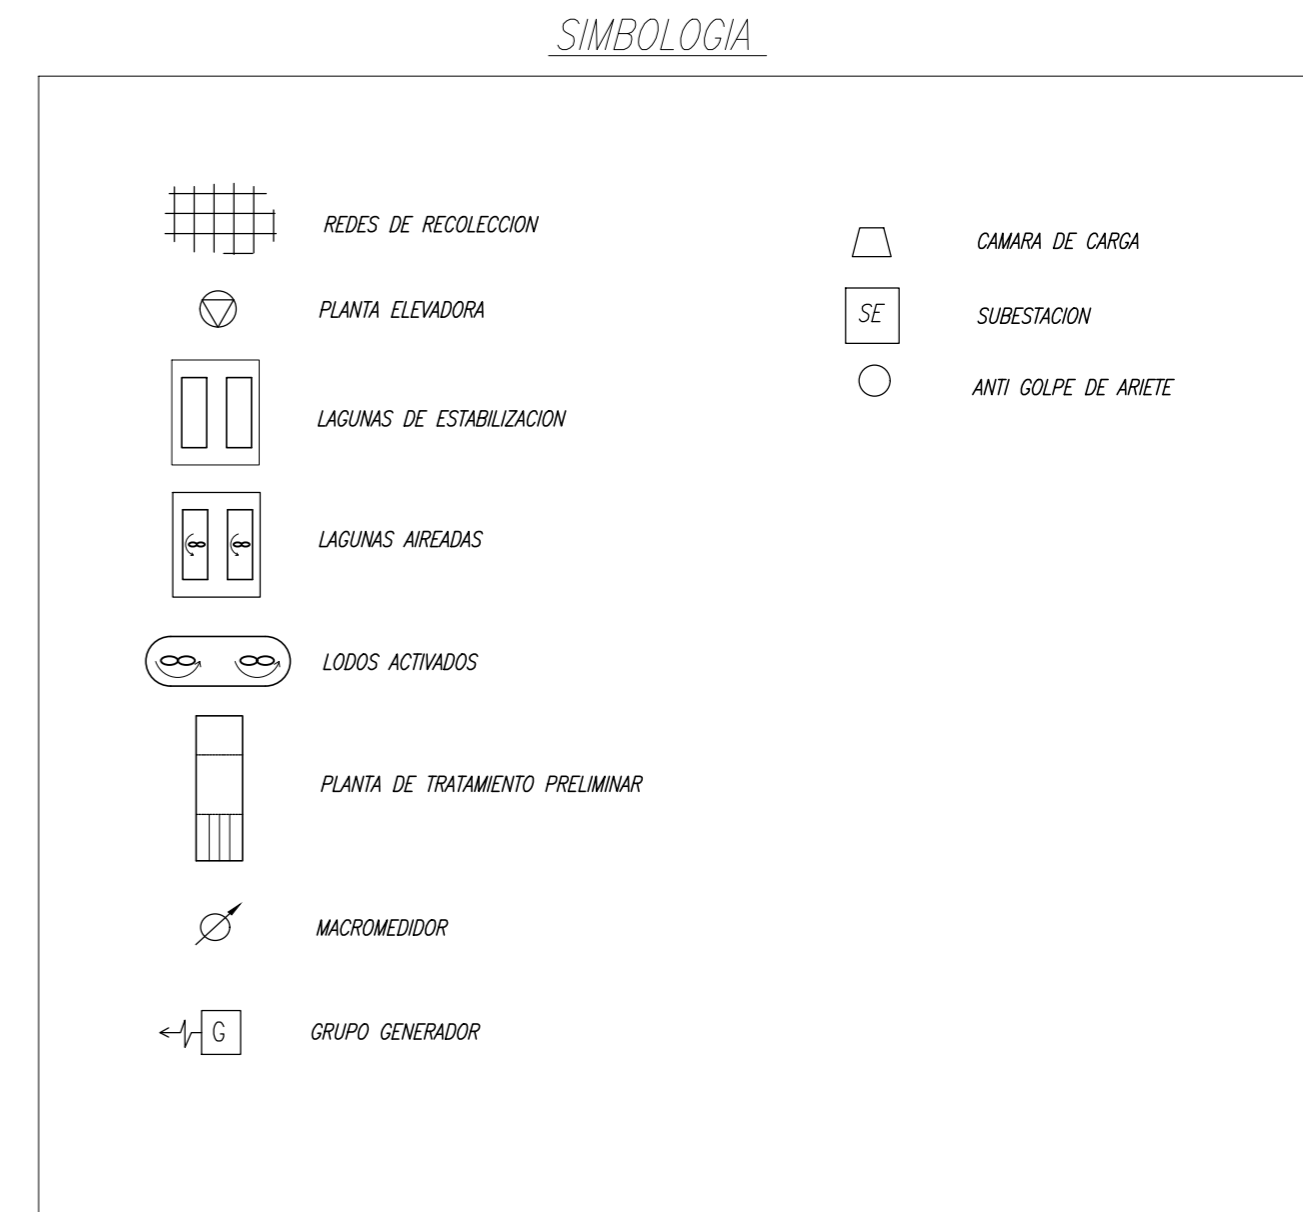 SIMBOLOGIA
REDES DE RECOLECCION
PLANTA ELEVADORA
LAGUNAS DE ESTABILIZACION
LAGUNAS AIREADAS
LODOS ACTIVADOS
PLANTA DE TRATAMIENTO PRELIMINAR
MACROMEDIDOR
G GRUPO GENERADOR
CAMARA DE CARGA
SE SUBESTACION
ANTI GOLPE DE ARIETE